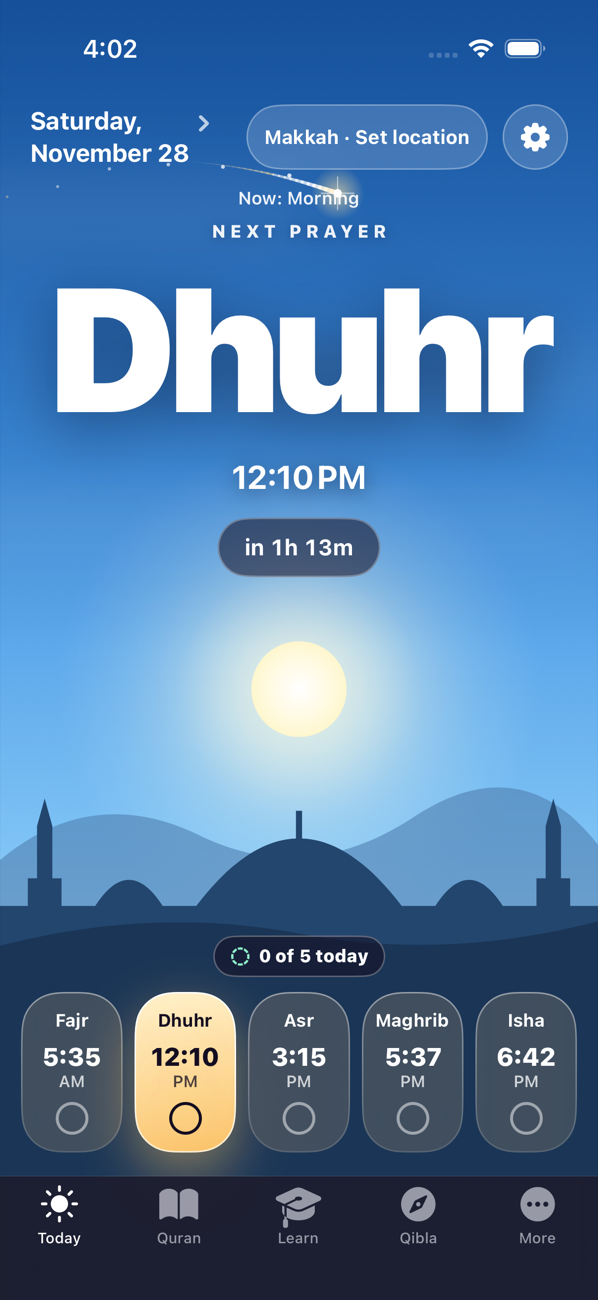 4:02
Saturday,
November 28
Makkah · Set location
Now: Morning
NEXT PRAYER
Dhuhr
12:10 PM
in 1h 13m
0 of 5 today
Fajr
5:35
AM
Dhuhr
12:10
PM
Asr
3:15
PM
Maghrib
5:37
PM
Isha
6:42
PM
Today
Quran
Learn
Qibla
More